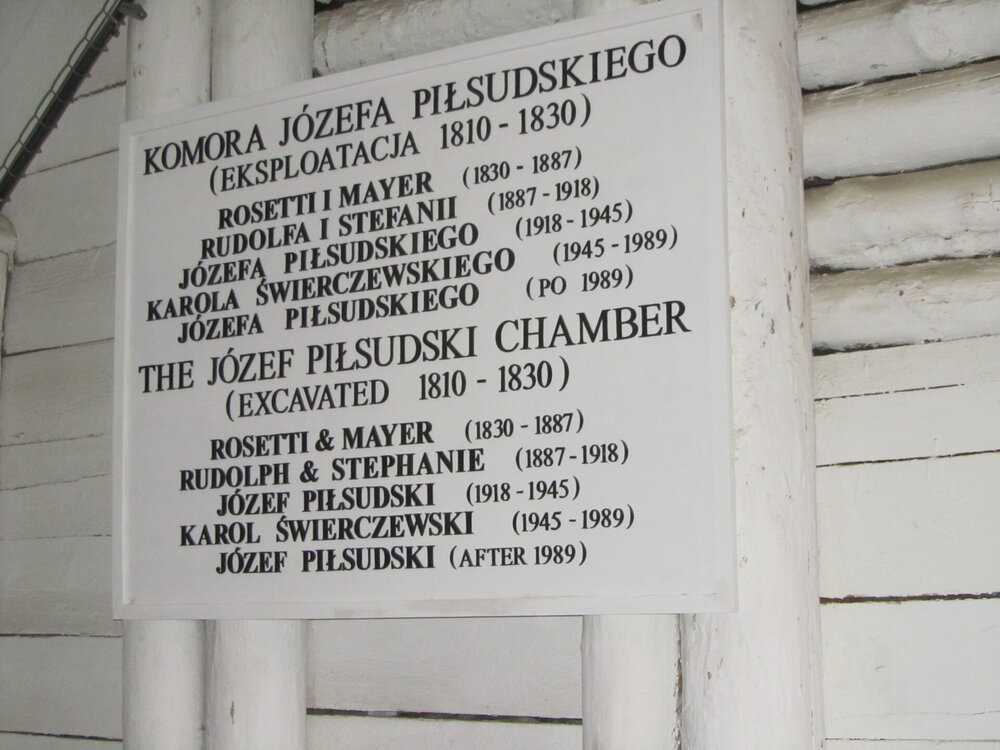 KOMORA JÓZEFA PIŁSUDSKIEGO
(EKSPLOATACJA 1810 - 1830)
ROSETTI I MAYER (1830 - 1887)
RUDOLFA I STEFANII (1887 - 1918)
JÓZEFA PIŁSUDSKIEGO (1918 - 1945)
KAROLA ŚWIERCZEWSKIEGO (1945 - 1989)
JÓZEFA PIŁSUDSKIEGO (PO 1989)
THE JÓZEF PIŁSUDSKI CHAMBER
(EXCAVATED 1810 - 1830)
ROSETTI & MAYER (1830 - 1887)
RUDOLPH & STEPHANIE (1887 - 1918)
JÓZEF PIŁSUDSKI (1918 - 1945)
KAROL ŚWIERCZEWSKI (1945 - 1989)
JÓZEF PIŁSUDSKI (AFTER 1989)